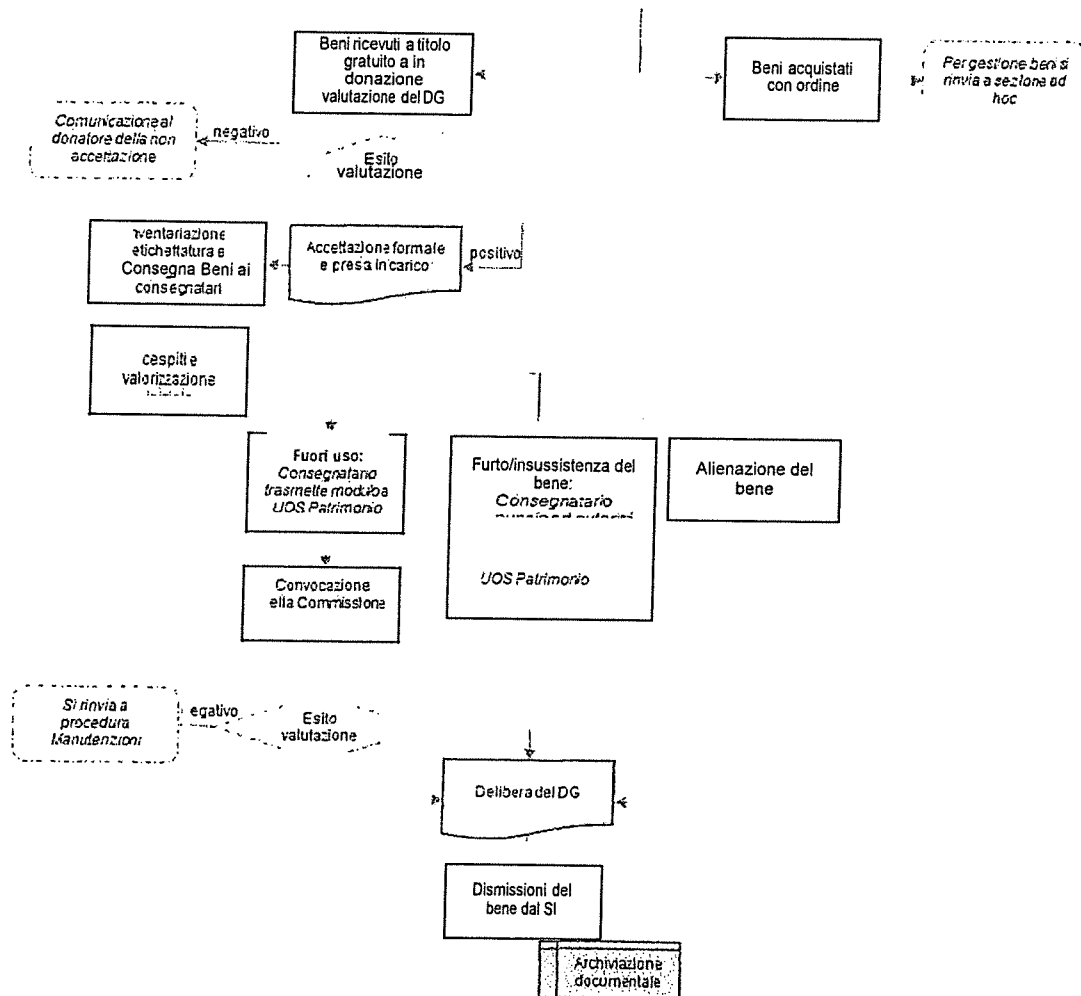 Beni ricevuti a titolo
gratuito a in
donazione
valutazione del DG
Beni acquistati
con ordine
Per gestione beni si
rinvia a sezione ad
hoc
Comunicazione al
donatore della non
accettazione
negativo
Esito
valutazione
ventariazione
etichettatura e
Consegna Beni ai
consegnatari
Accettazione formale
e presa in carico
positivo
cespiti e
valorizzazione
Fuori uso:
Consegnatario
trasmette modulo a
UOS Patrimonio
Furto/insussistenza del
bene:
Consegnatario
UOS Patrimonio
Alienazione del
bene
Convocazione
ella Commissione
Si rinvia a
procedura
Manutenzioni
egativo
Esito
valutazione
Delibera del DG
Dismissioni del
bene dal SI
Archiviazione
documentale